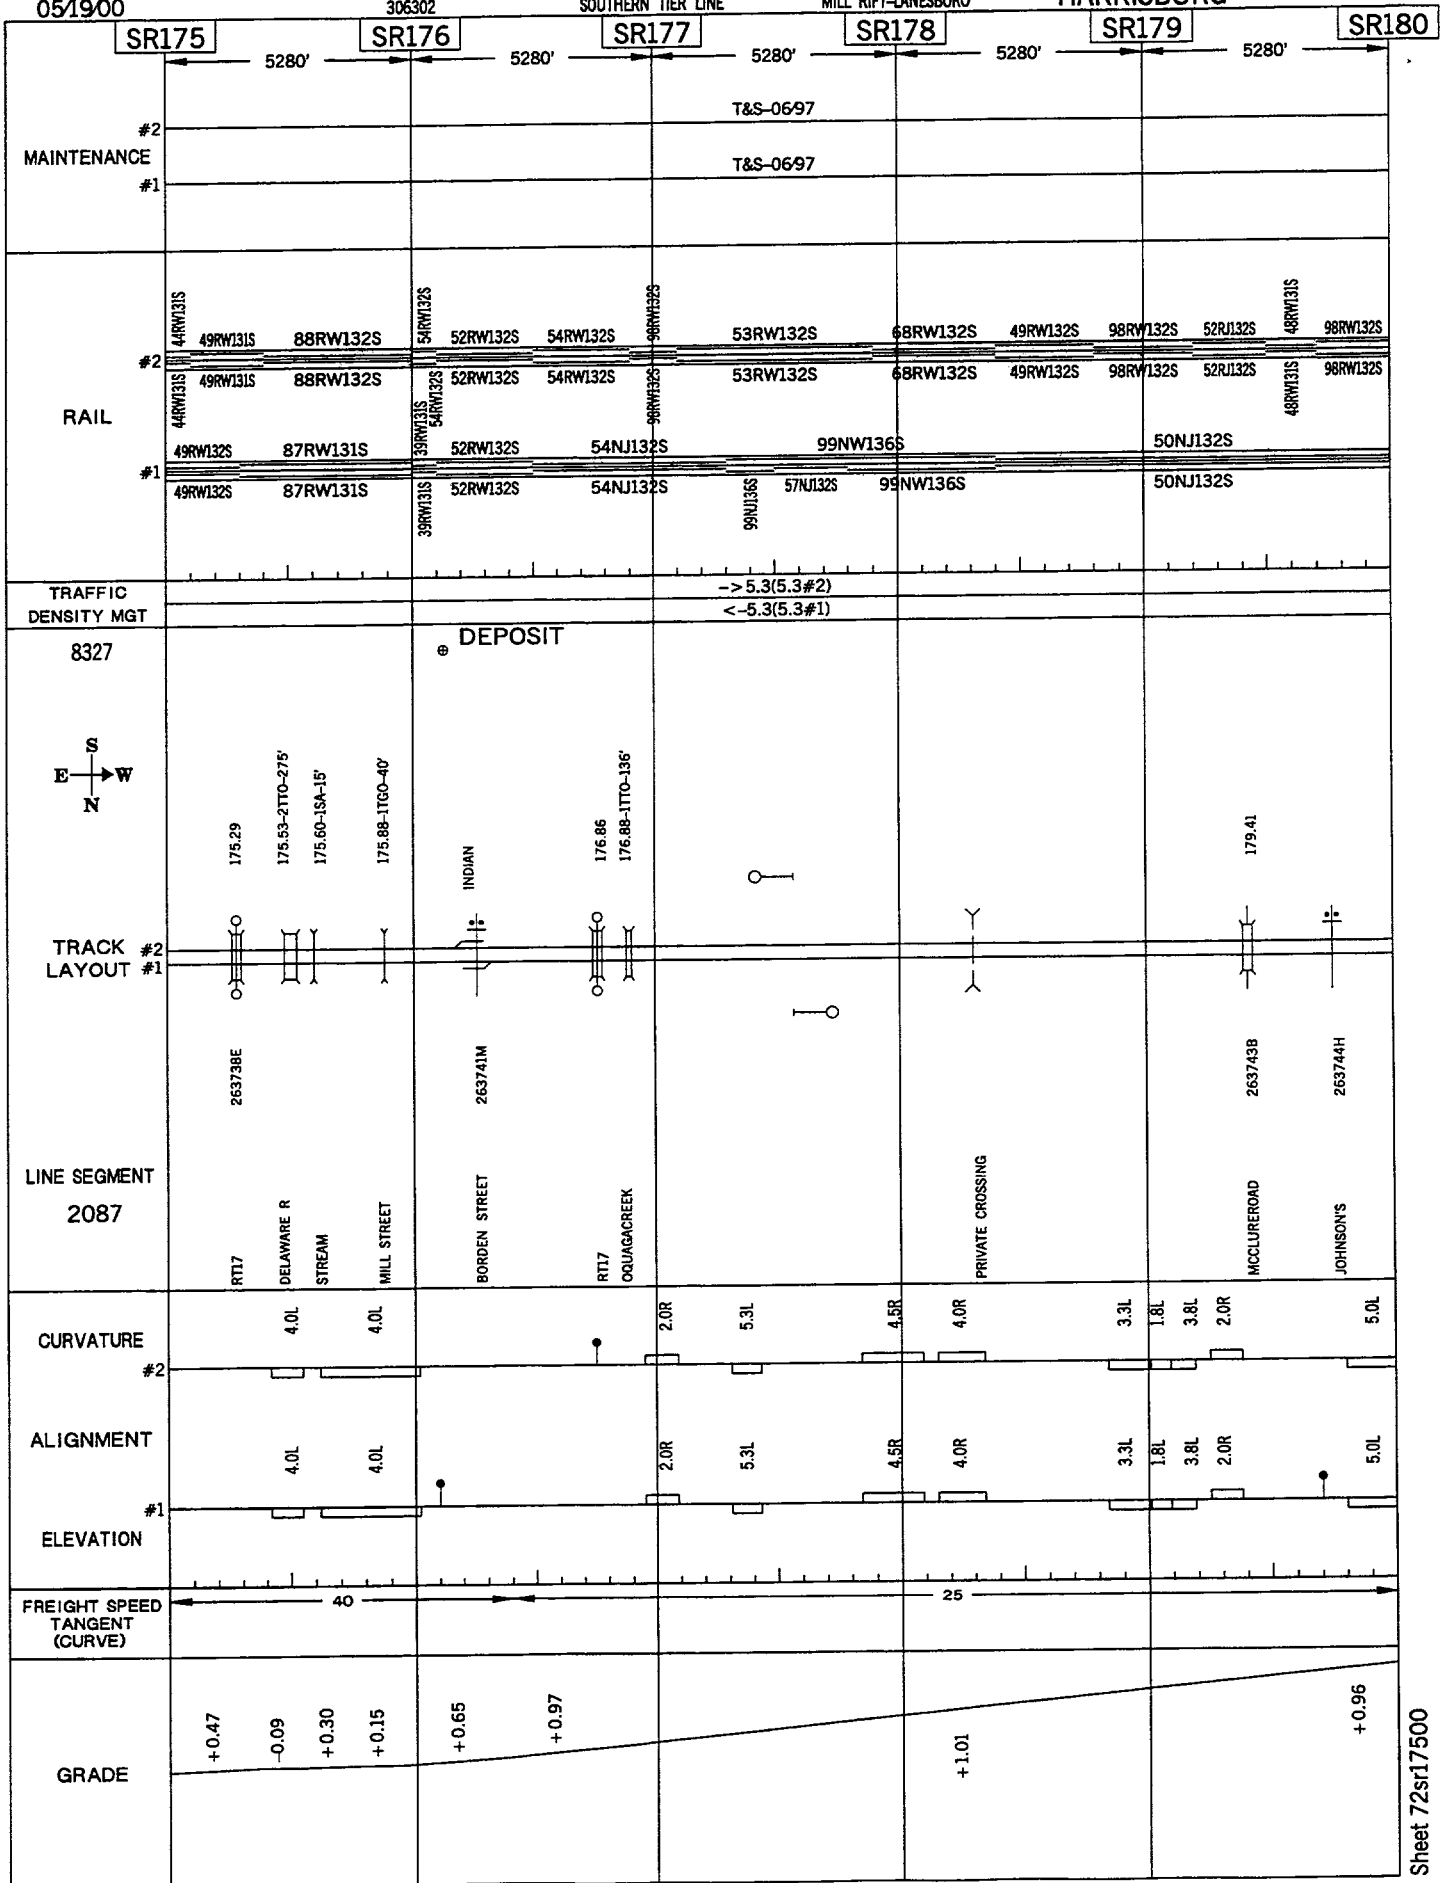 05/19/00 306302 SOUTHERN TIER LINE MILL RIFT-LANESBORO HARRISBURG
SR175 SR176 SR177 SR178 SR179 SR180
5280' 5280' 5280' 5280' 5280'
T&S-06/97
#2
MAINTENANCE
T&S-06/97
#1
44RW131S 54RW132S 98RW132S 48RW131S
49RW131S 88RW132S 52RW132S 54RW132S 53RW132S 68RW132S 49RW132S 98RW132S 52RJ132S 98RW132S
#2
49RW131S 88RW132S 52RW132S 54RW132S 53RW132S 68RW132S 49RW132S 98RW132S 52RJ132S 98RW132S
44RW131S 54RW132S 98RW132S 48RW131S
RAIL
39RW131S
49RW132S 87RW131S 52RW132S 54NJ132S 99NW136S 50NJ132S
#1
49RW132S 87RW131S 52RW132S 54NJ132S 57NJ132S 99NW136S 50NJ132S
39RW131S 99NJ136S
TRAFFIC
DENSITY MGT
->5.3(5.3#2)
<-5.3(5.3#1)
8327
DEPOSIT
S
E W
N
175.29
175.53-2TTO-275'
175.60-1SA-15'
175.88-1TGO-40'
INDIAN
176.86
176.88-1TTO-136'
179.41
TRACK #2
LAYOUT #1
263738E
263741M
263743B
263744H
LINE SEGMENT
2087
RT17
DELAWARE R
STREAM
MILL STREET
BORDEN STREET
RT17
OQUAGACREEK
PRIVATE CROSSING
MCCLUREROAD
JOHNSON'S
CURVATURE
4.0L 4.0L 2.0R 5.3L 4.5R 4.0R 3.3L 1.8L 3.8L 2.0R 5.0L
#2
ALIGNMENT
4.0L 4.0L 2.0R 5.3L 4.5R 4.0R 3.3L 1.8L 3.8L 2.0R 5.0L
#1
ELEVATION
FREIGHT SPEED
TANGENT
(CURVE)
40 25
GRADE
+0.47 -0.09 +0.30 +0.15 +0.65 +0.97 +1.01 +0.96
Sheet 72sr17500